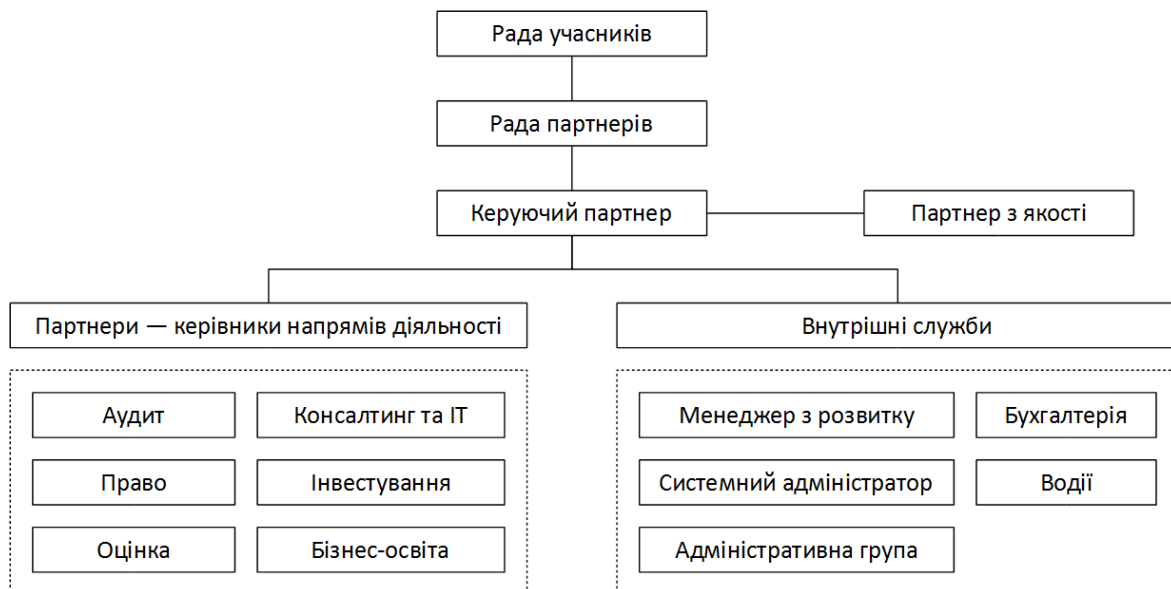 Рада учасників
Рада партнерів
Керуючий партнер
Партнер з якості
Партнери — керівники напрямів діяльності
Внутрішні служби
Аудит
Консалтинг та ІТ
Право
Інвестування
Оцінка
Бізнес-освіта
Менеджер з розвитку
Бухгалтерія
Системний адміністратор
Водії
Адміністративна група